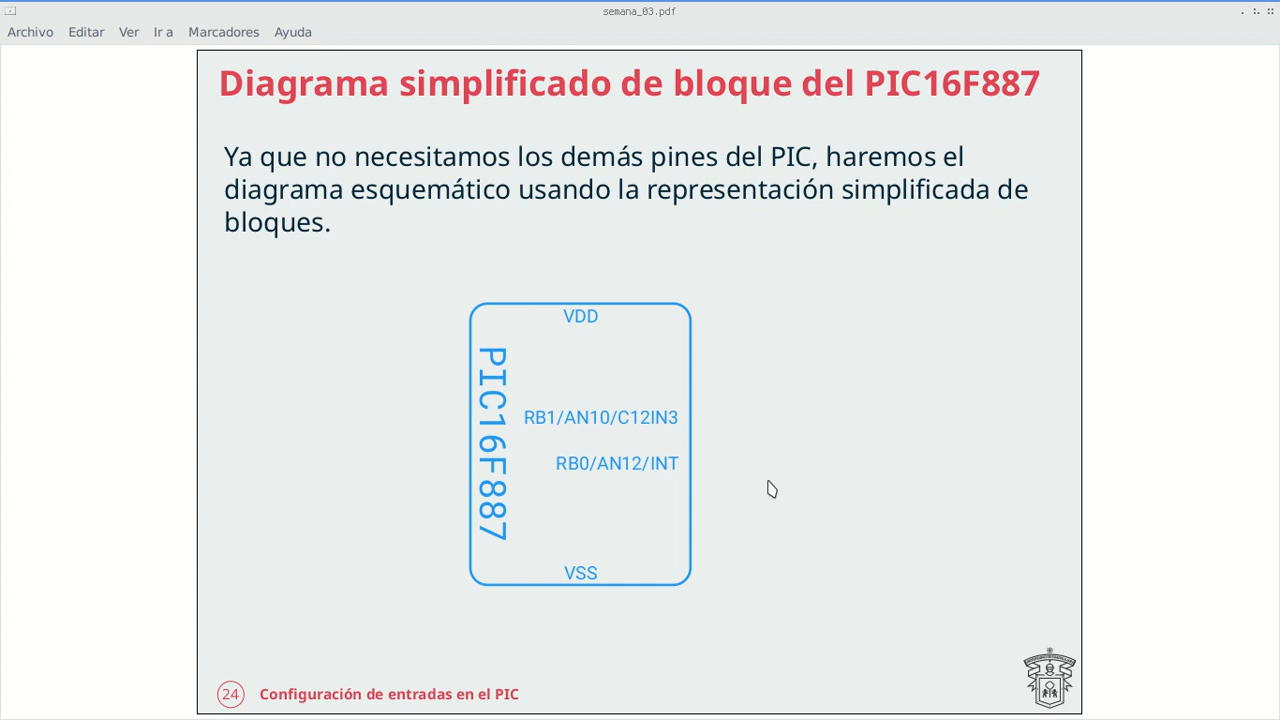 semana_03.pdf
Archivo Editar Ver Ir a Marcadores Ayuda
Diagrama simplificado de bloque del PIC16F887
Ya que no necesitamos los demás pines del PIC, haremos el
diagrama esquemático usando la representación simplificada de
bloques.
VDD
PIC16F887
RB1/AN10/C12IN3
RB0/AN12/INT
VSS
24 Configuración de entradas en el PIC